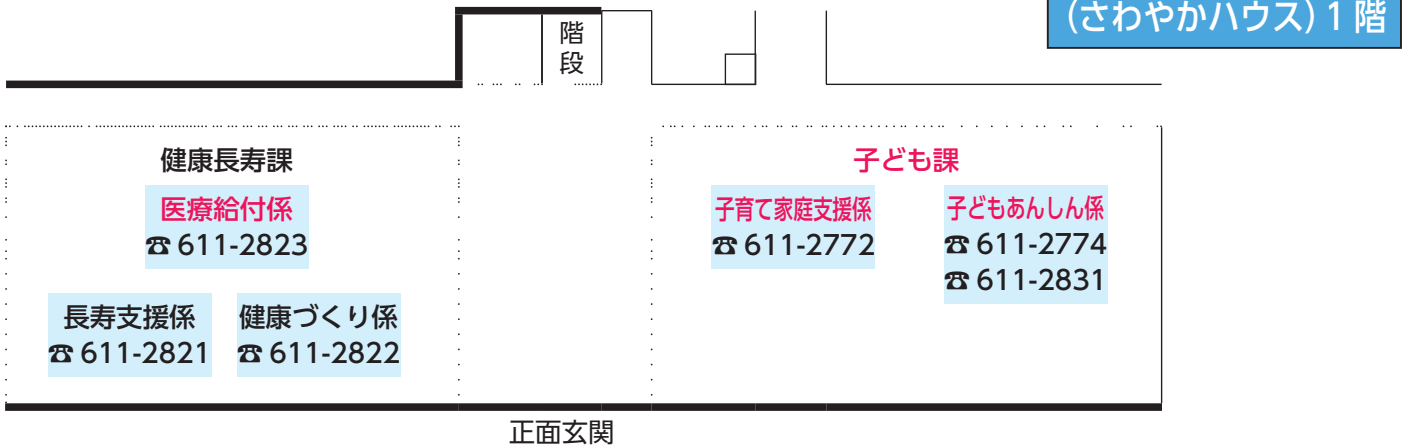 (さわやかハウス)1階
階段
健康長寿課
医療給付係
☎611-2823
長寿支援係
☎611-2821
健康づくり係
☎611-2822
子ども課
子育て家庭支援係
☎611-2772
子どもあんしん係
☎611-2774
☎611-2831
正面玄関